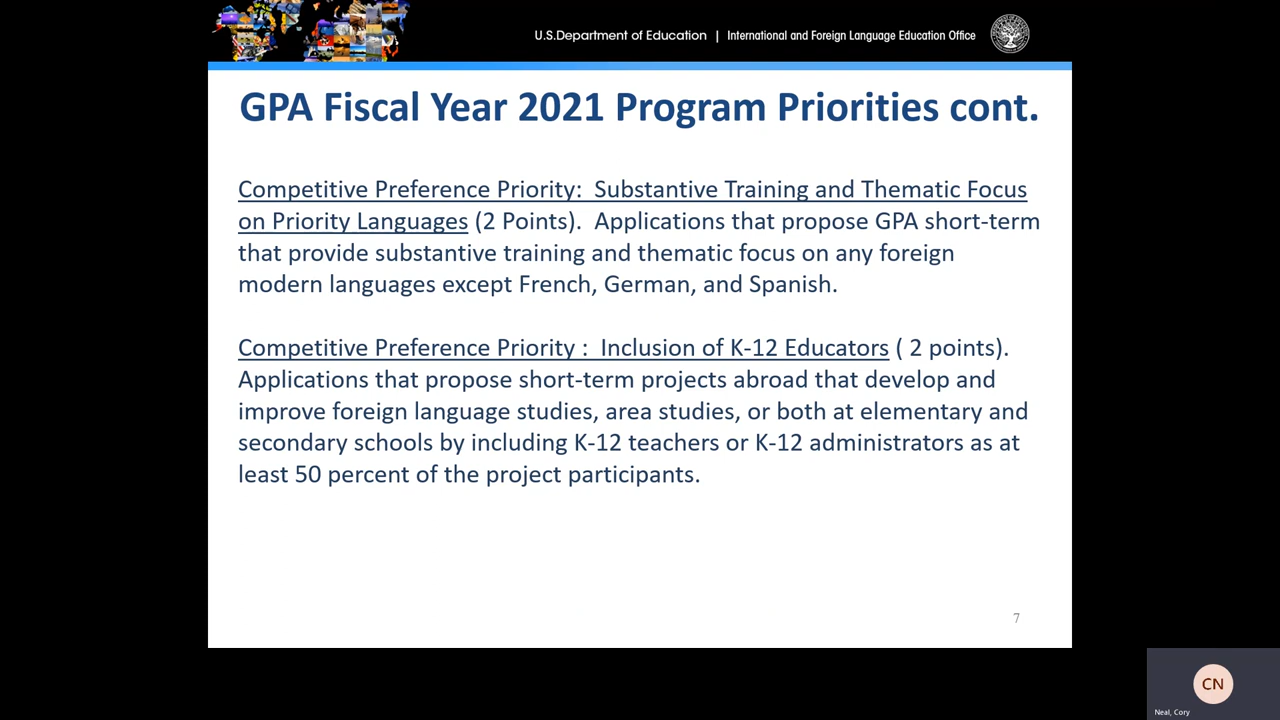 U.S.Department of Education | International and Foreign Language Education Office
GPA Fiscal Year 2021 Program Priorities cont.
Competitive Preference Priority:  Substantive Training and Thematic Focus
on Priority Languages (2 Points).  Applications that propose GPA short-term
that provide substantive training and thematic focus on any foreign
modern languages except French, German, and Spanish.
Competitive Preference Priority :  Inclusion of K-12 Educators ( 2 points).
Applications that propose short-term projects abroad that develop and
improve foreign language studies, area studies, or both at elementary and
secondary schools by including K-12 teachers or K-12 administrators as at
least 50 percent of the project participants.
7
CN
Neal, Cory